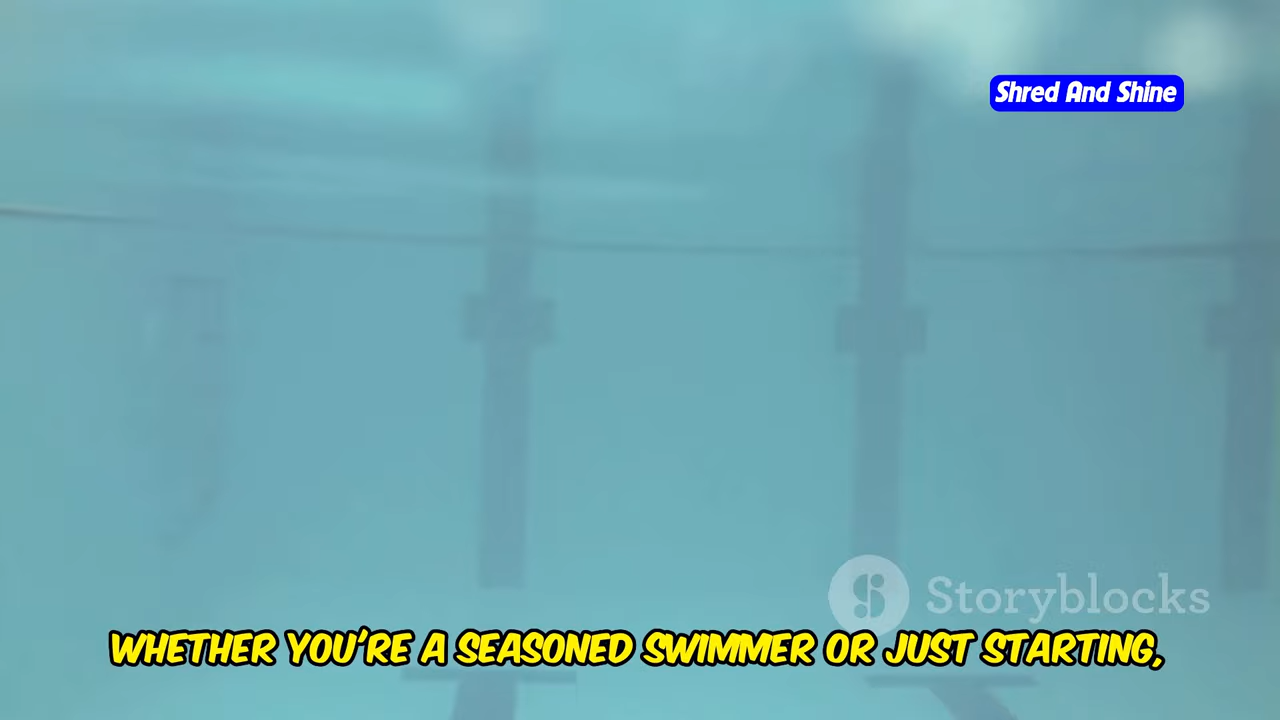 Shred And Shine
Storyblocks
WHETHER YOU'RE A SEASONED SWIMMER OR JUST STARTING,